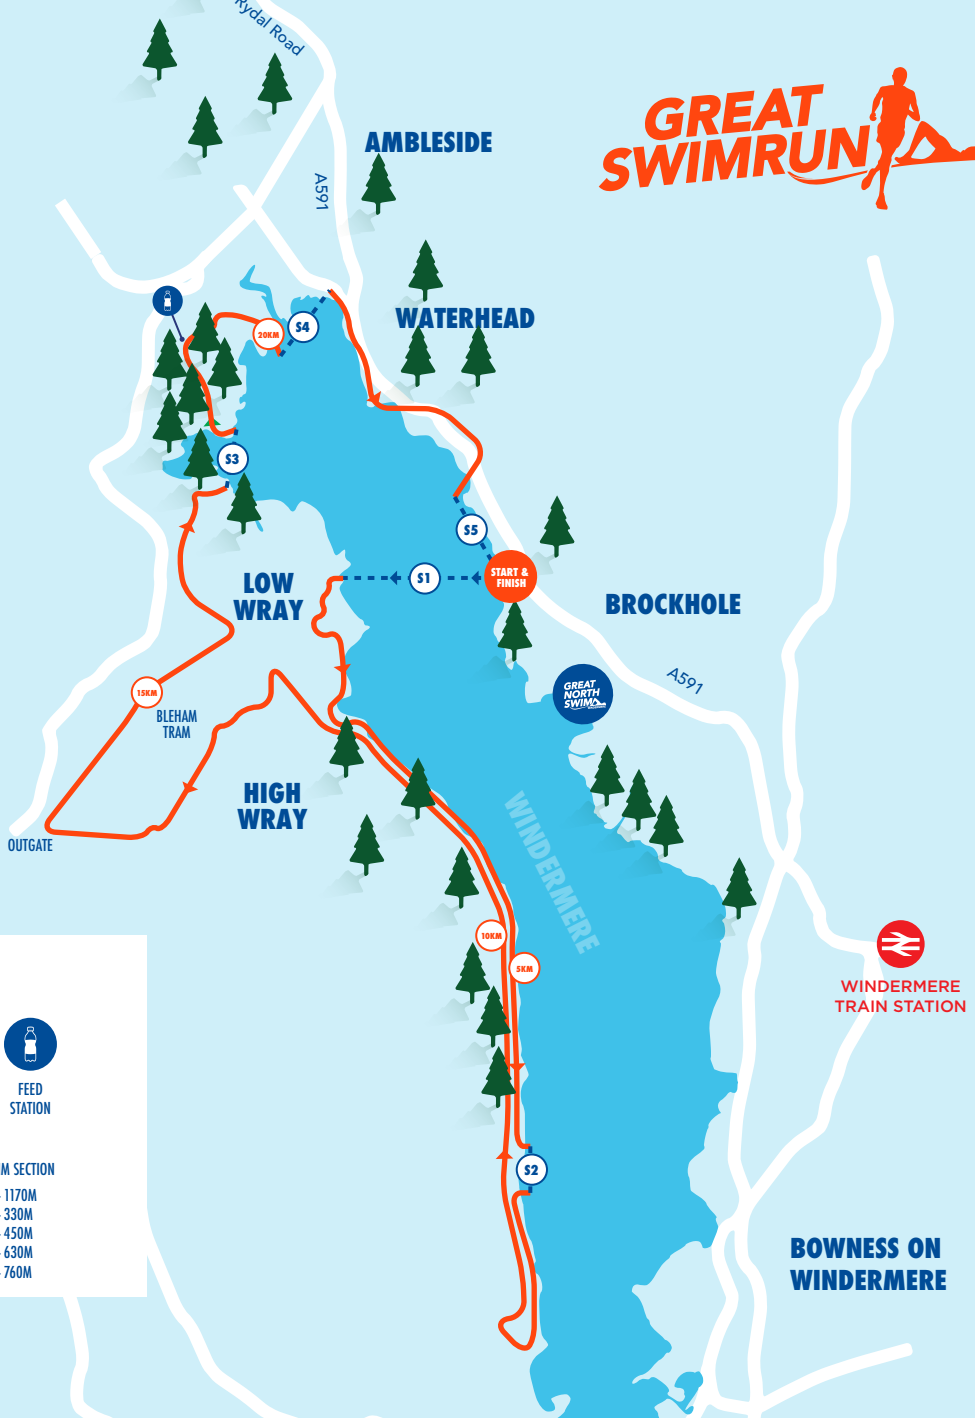 Rydal Road
GREAT
SWIMRUN
AMBLESIDE
A591
WATERHEAD
20KM
S4
S3
S5
START &
FINISH
S1
LOW
WRAY
BROCKHOLE
A591
GREAT
NORTH
SWIM
15KM
BLEHAM
TRAM
HIGH
WRAY
OUTGATE
WINDERMERE
10KM
5KM
WINDERMERE
TRAIN STATION
FEED
STATION
S2
M SECTION
- 1170M
- 330M
- 450M
- 630M
- 760M
BOWNESS ON
WINDERMERE